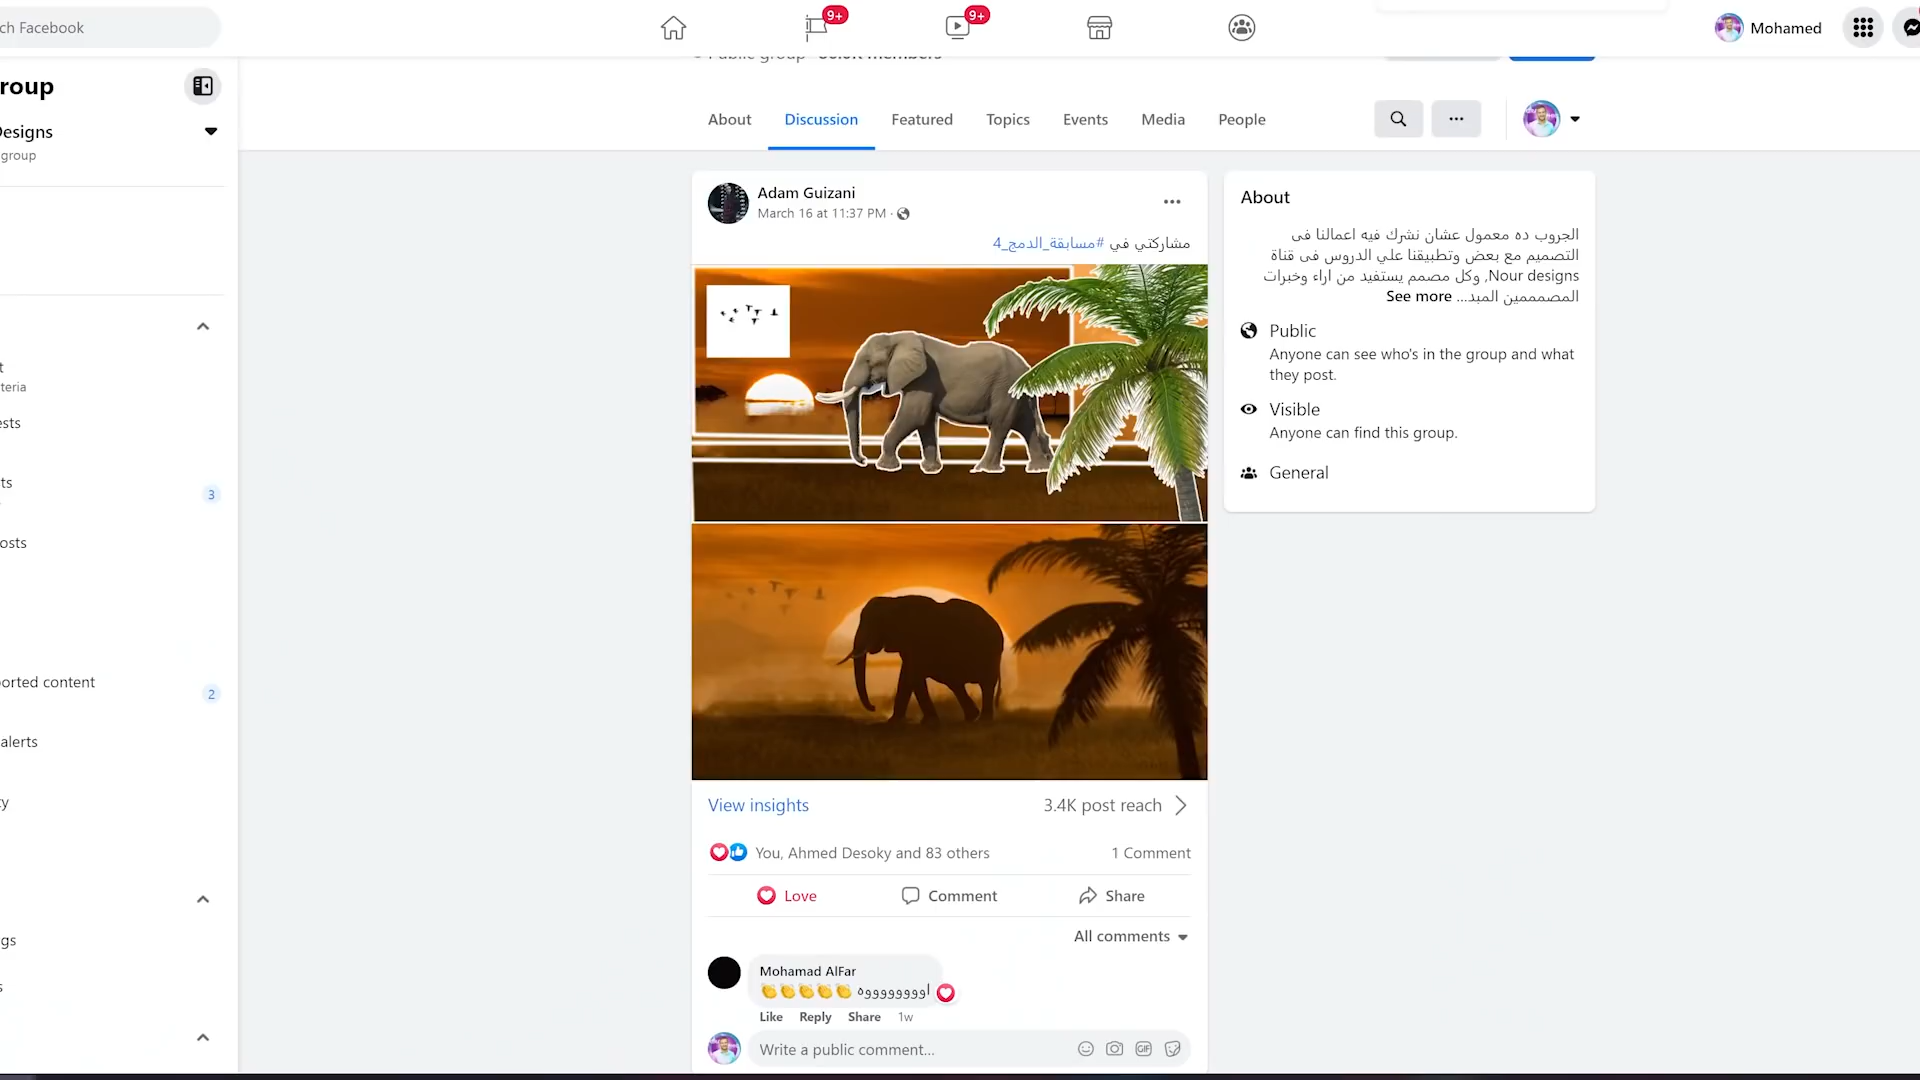 ch Facebook
9+
9+
Mohamed
roup
Designs
group
About
Discussion
Featured
Topics
Events
Media
People
Adam Guizani
March 16 at 11:37 PM ·
مشاركتي في #مسابقة_الدمج_4
About
الجروب ده معمول عشان نشرك فيه اعمالنا فى
التصميم مع بعض وتطبيقنا علي الدروس فى قناة
Nour designs, وكل مصمم يستفيد من اراء وخبرات
المصمممين المبد... See more
Public
Anyone can see who's in the group and what
they post.
Visible
Anyone can find this group.
General
t
teria
ests
ts
3
osts
orted content
2
alerts
ty
gs
s
View insights
3.4K post reach
You, Ahmed Desoky and 83 others
1 Comment
Love
Comment
Share
All comments
Mohamad AlFar
اووووووووه 👏👏👏👏👏
Like
Reply
Share
1w
Write a public comment...
GIF